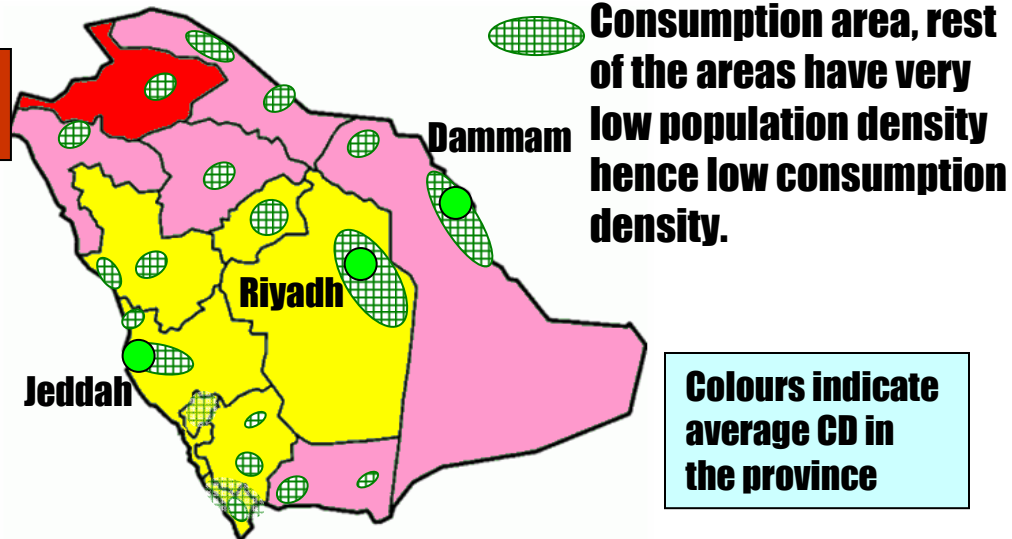 Consumption area, rest
of the areas have very
low population density
hence low consumption
density.
Dammam
Riyadh
Jeddah
Colours indicate
average CD in
the province